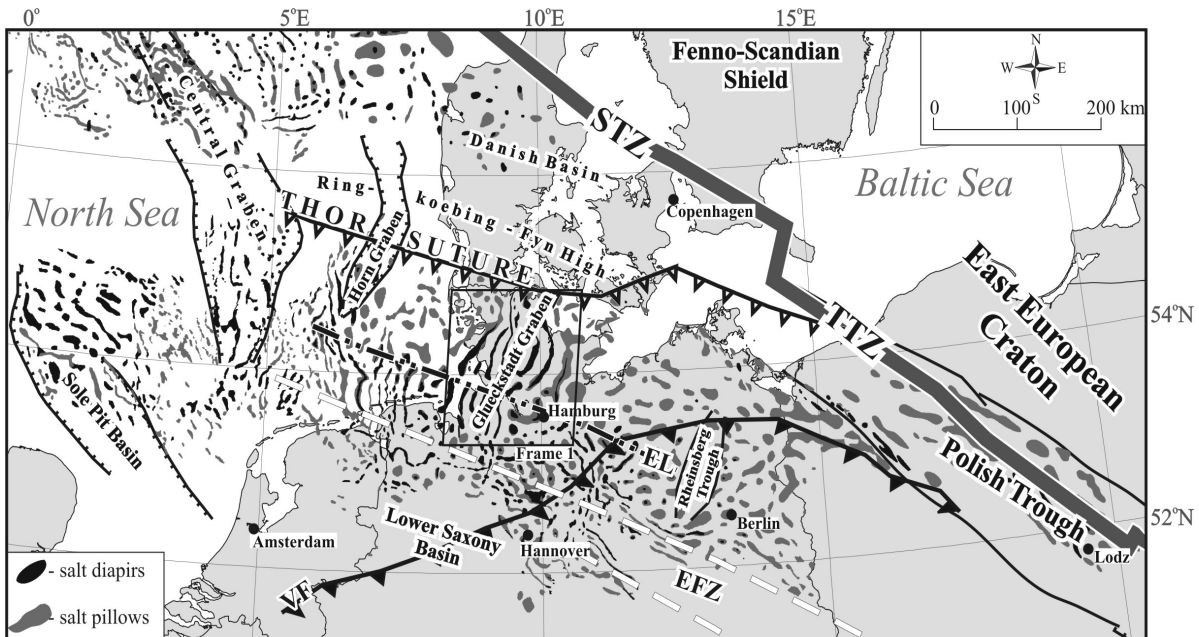 0°
5°E
10°E
15°E
Fenno-Scandian
Shield
N
W
E
S
0
100
200 km
STZ
Central Graben
Danish Basin
Baltic Sea
North Sea
Ring-
koebing - Fyn High
THOR SUTURE
Horn Graben
Copenhagen
East European
Craton
54°N
TTZ
Glueckstadt Graben
Sole Pit Basin
Hamburg
Frame 1
EL
Rheinsberg
Trough
Polish Trough
Berlin
52°N
Lower Saxony
Basin
Amsterdam
Hannover
Lodz
EFZ
VF
- salt diapirs
- salt pillows